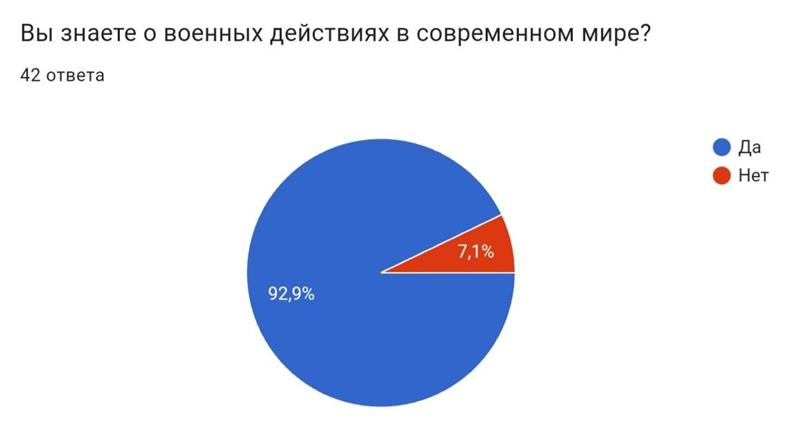 Вы знаете о военных действиях в современном мире?
42 ответа
Да
Нет
7,1%
92,9%